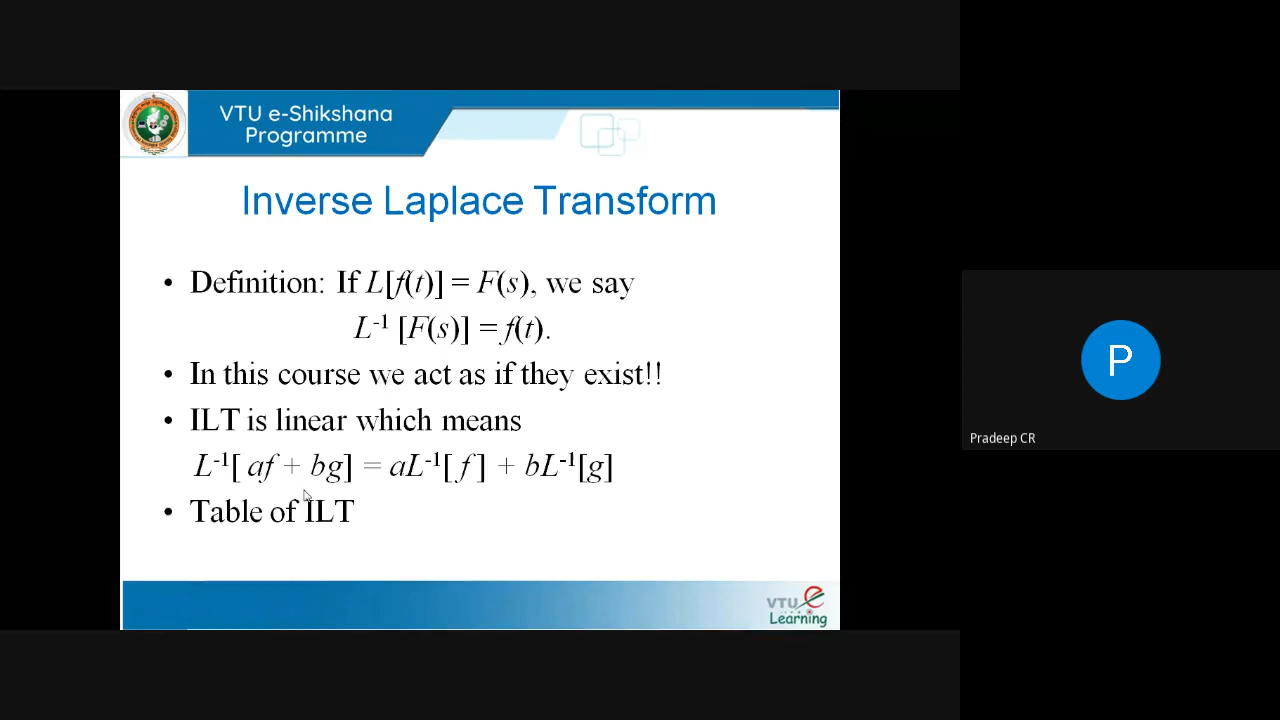 VTU e-Shikshana
Programme
Inverse Laplace Transform
• Definition: If L[f(t)] = F(s), we say
L⁻¹ [F(s)] = f(t).
• In this course we act as if they exist!!
• ILT is linear which means
L⁻¹[ af + bg] = aL⁻¹[ f ] + bL⁻¹[g]
• Table of ILT
VTU e
Learning
P
Pradeep CR